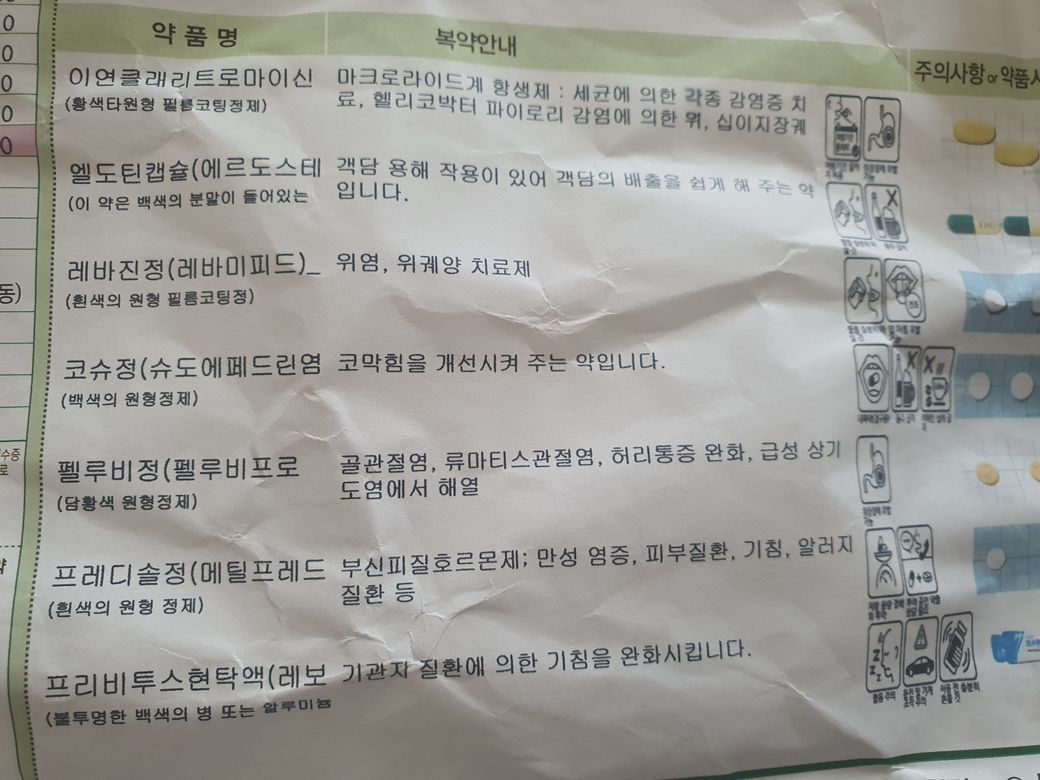 약 품 명
복약안내
주의사항 or 약품사
이연클래리트로마이신
(황색타원형 필름코팅정제)
마크로라이드계 항생제 : 세균에 의한 각종 감염증 치
료, 헬리코박터 파이로리 감염에 의한 위, 십이지장궤
엘도틴캡슐(에르도스테
(이 약은 백색의 분말이 들어있는
객담 용해 작용이 있어 객담의 배출을 쉽게 해 주는 약
입니다.
레바진정(레바미피드)_
(흰색의 원형 필름코팅정)
위염, 위궤양 치료제
코슈정(슈도에페드린염
(백색의 원형정제)
코막힘을 개선시켜 주는 약입니다.
펠루비정(펠루비프로
(담황색 원형정제)
골관절염, 류마티스관절염, 허리통증 완화, 급성 상기
도염에서 해열
프레디솔정(메틸프레드
(흰색의 원형 정제)
부신피질호르몬제; 만성 염증, 피부질환, 기침, 알러지
질환 등
프리비투스현탁액(레보
(불투명한 백색의 병 또는 알루미늄
기관지 질환에 의한 기침을 완화시킵니다.
졸음 주의